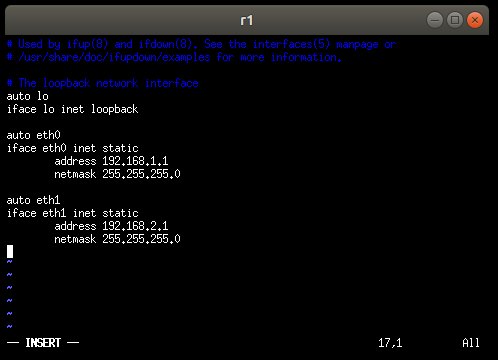 r1
# Used by ifup(8) and ifdown(8). See the interfaces(5) manpage or
# /usr/share/doc/ifupdown/examples for more information.
# The loopback network interface
auto lo
iface lo inet loopback
auto eth0
iface eth0 inet static
address 192.168.1.1
netmask 255.255.255.0
auto eth1
iface eth1 inet static
address 192.168.2.1
netmask 255.255.255.0
~
~
~
~
~
~
-- INSERT -- 17,1 All